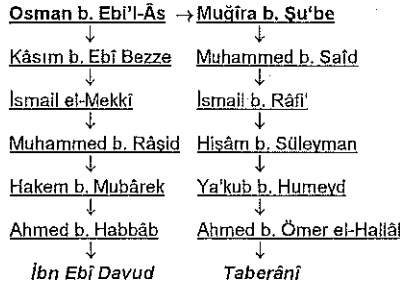 Osman b. Ebi'l-Âs → Muğîra b. Şu'be
Kâsım b. Ebî Bezze Muhammed b. Saîd
İsmail el-Mekkî İsmail b. Râfi'
Muhammed b. Râşid Hişâm b. Süleyman
Hakem b. Mubârek Ya'kub b. Humeyd
Ahmed b. Habbâb Ahmed b. Ömer el-Hallâl
İbn Ebî Davud Taberânî